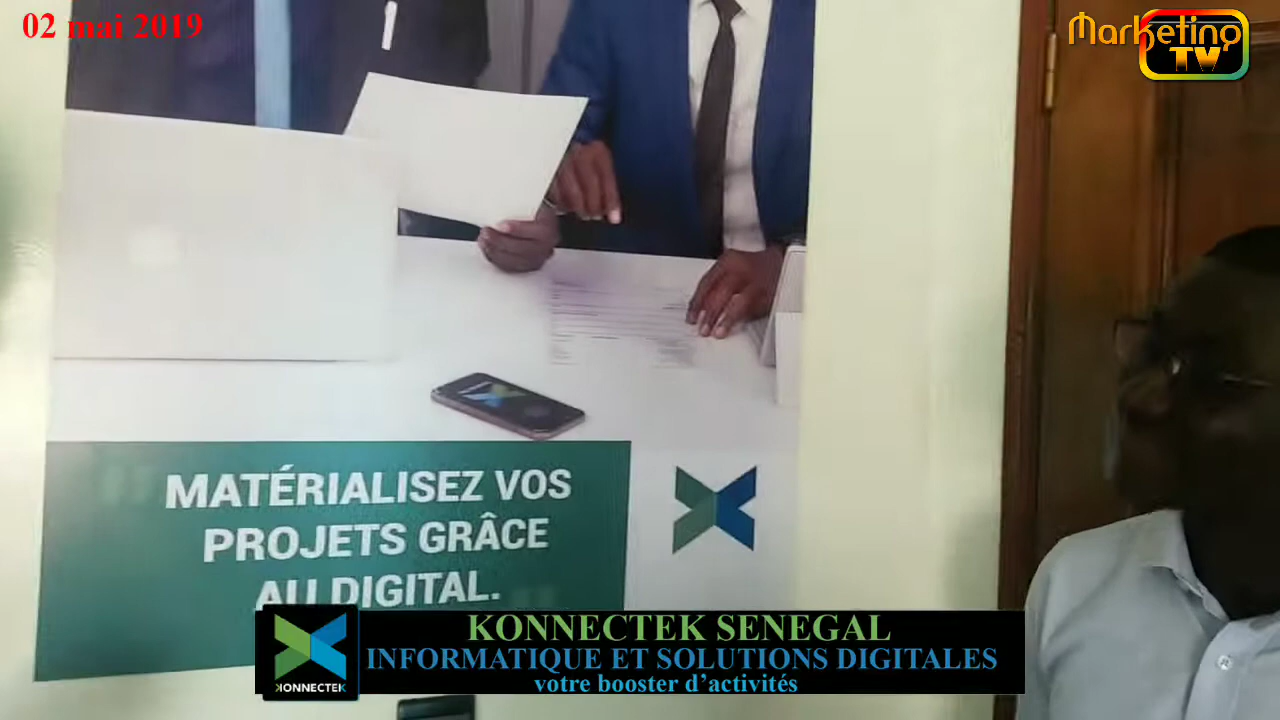 02 mai 2019
Marketing
TV
MATÉRIALISEZ VOS
PROJETS GRÂCE
AU DIGITAL.
KONNECTEK SENEGAL
INFORMATIQUE ET SOLUTIONS DIGITALES
votre booster d'activités
KONNECTEK